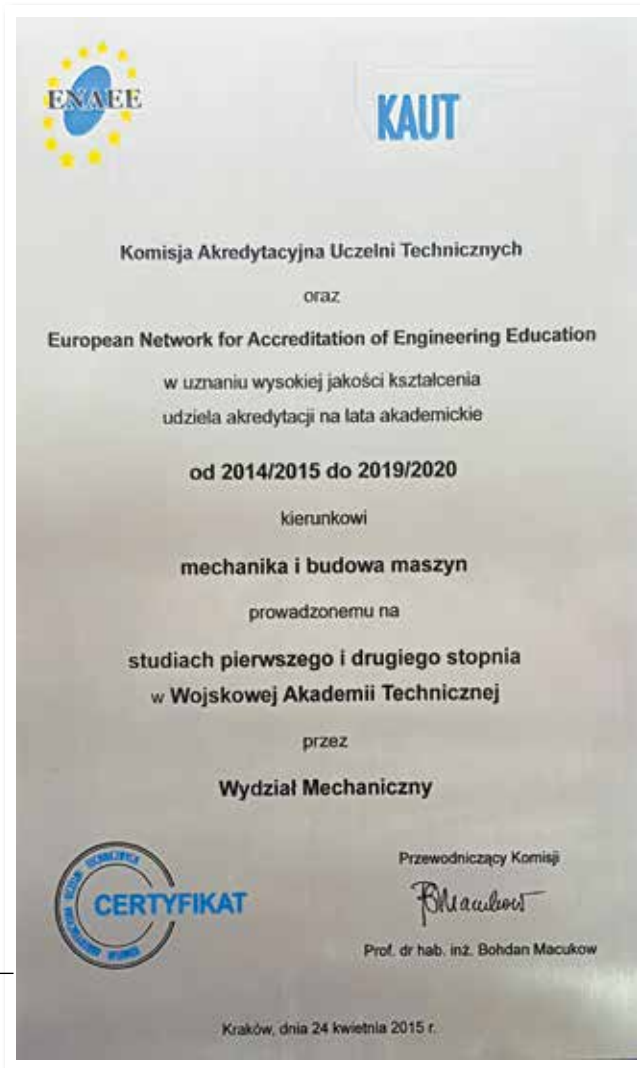 ENAEE
KAUT
Komisja Akredytacyjna Uczelni Technicznych
oraz
European Network for Accreditation of Engineering Education
w uznaniu wysokiej jakości kształcenia
udziela akredytacji na lata akademickie
od 2014/2015 do 2019/2020
kierunkowi
mechanika i budowa maszyn
prowadzonemu na
studiach pierwszego i drugiego stopnia
w Wojskowej Akademii Technicznej
przez
Wydział Mechaniczny
CERTYFIKAT
Przewodniczący Komisji
Prof. dr hab. inż. Bohdan Macukow
Kraków, dnia 24 kwietnia 2015 r.